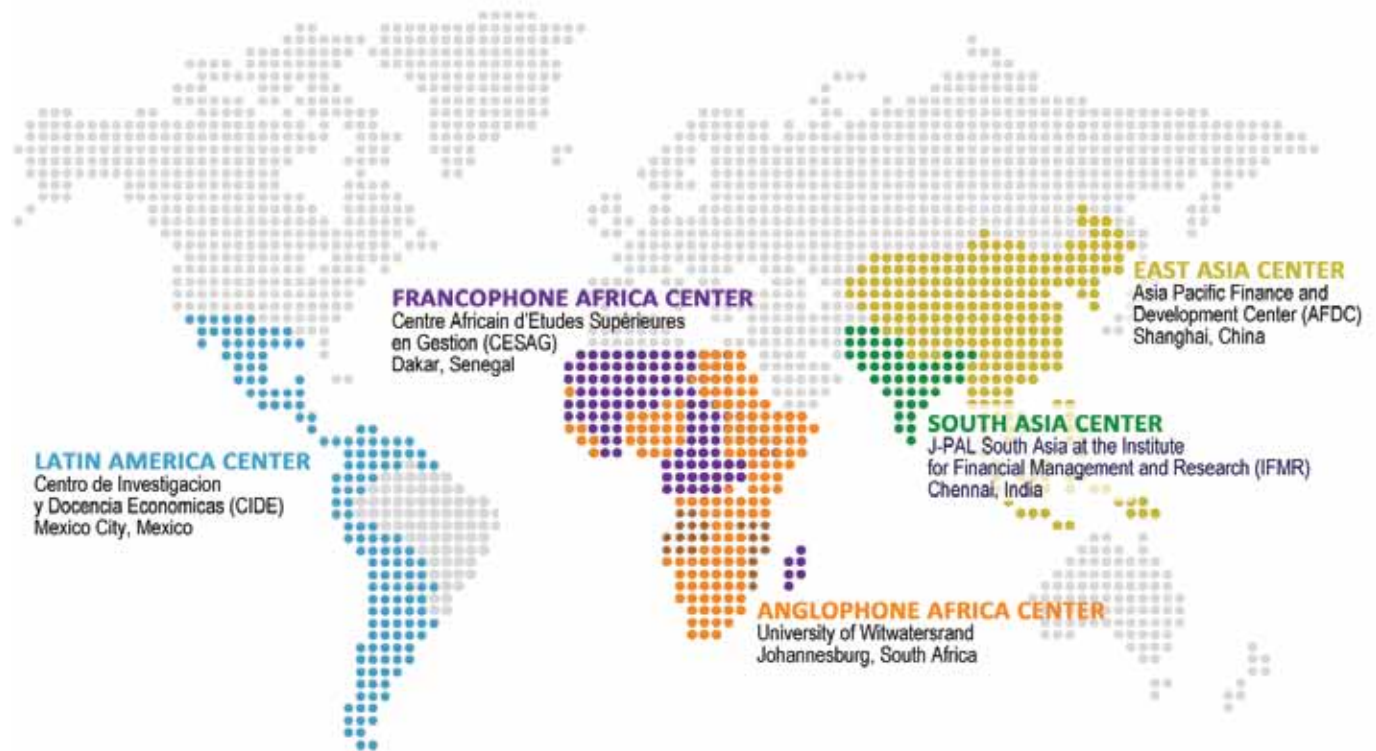 FRANCOPHONE AFRICA CENTER
Centre Africain d'Etudes Supérieures
en Gestion (CESAG)
Dakar, Senegal
EAST ASIA CENTER
Asia Pacific Finance and
Development Center (AFDC)
Shanghai, China
LATIN AMERICA CENTER
Centro de Investigacion
y Docencia Economicas (CIDE)
Mexico City, Mexico
SOUTH ASIA CENTER
J-PAL South Asia at the Institute
for Financial Management and Research (IFMR)
Chennai, India
ANGLOPHONE AFRICA CENTER
University of Witwatersrand
Johannesburg, South Africa